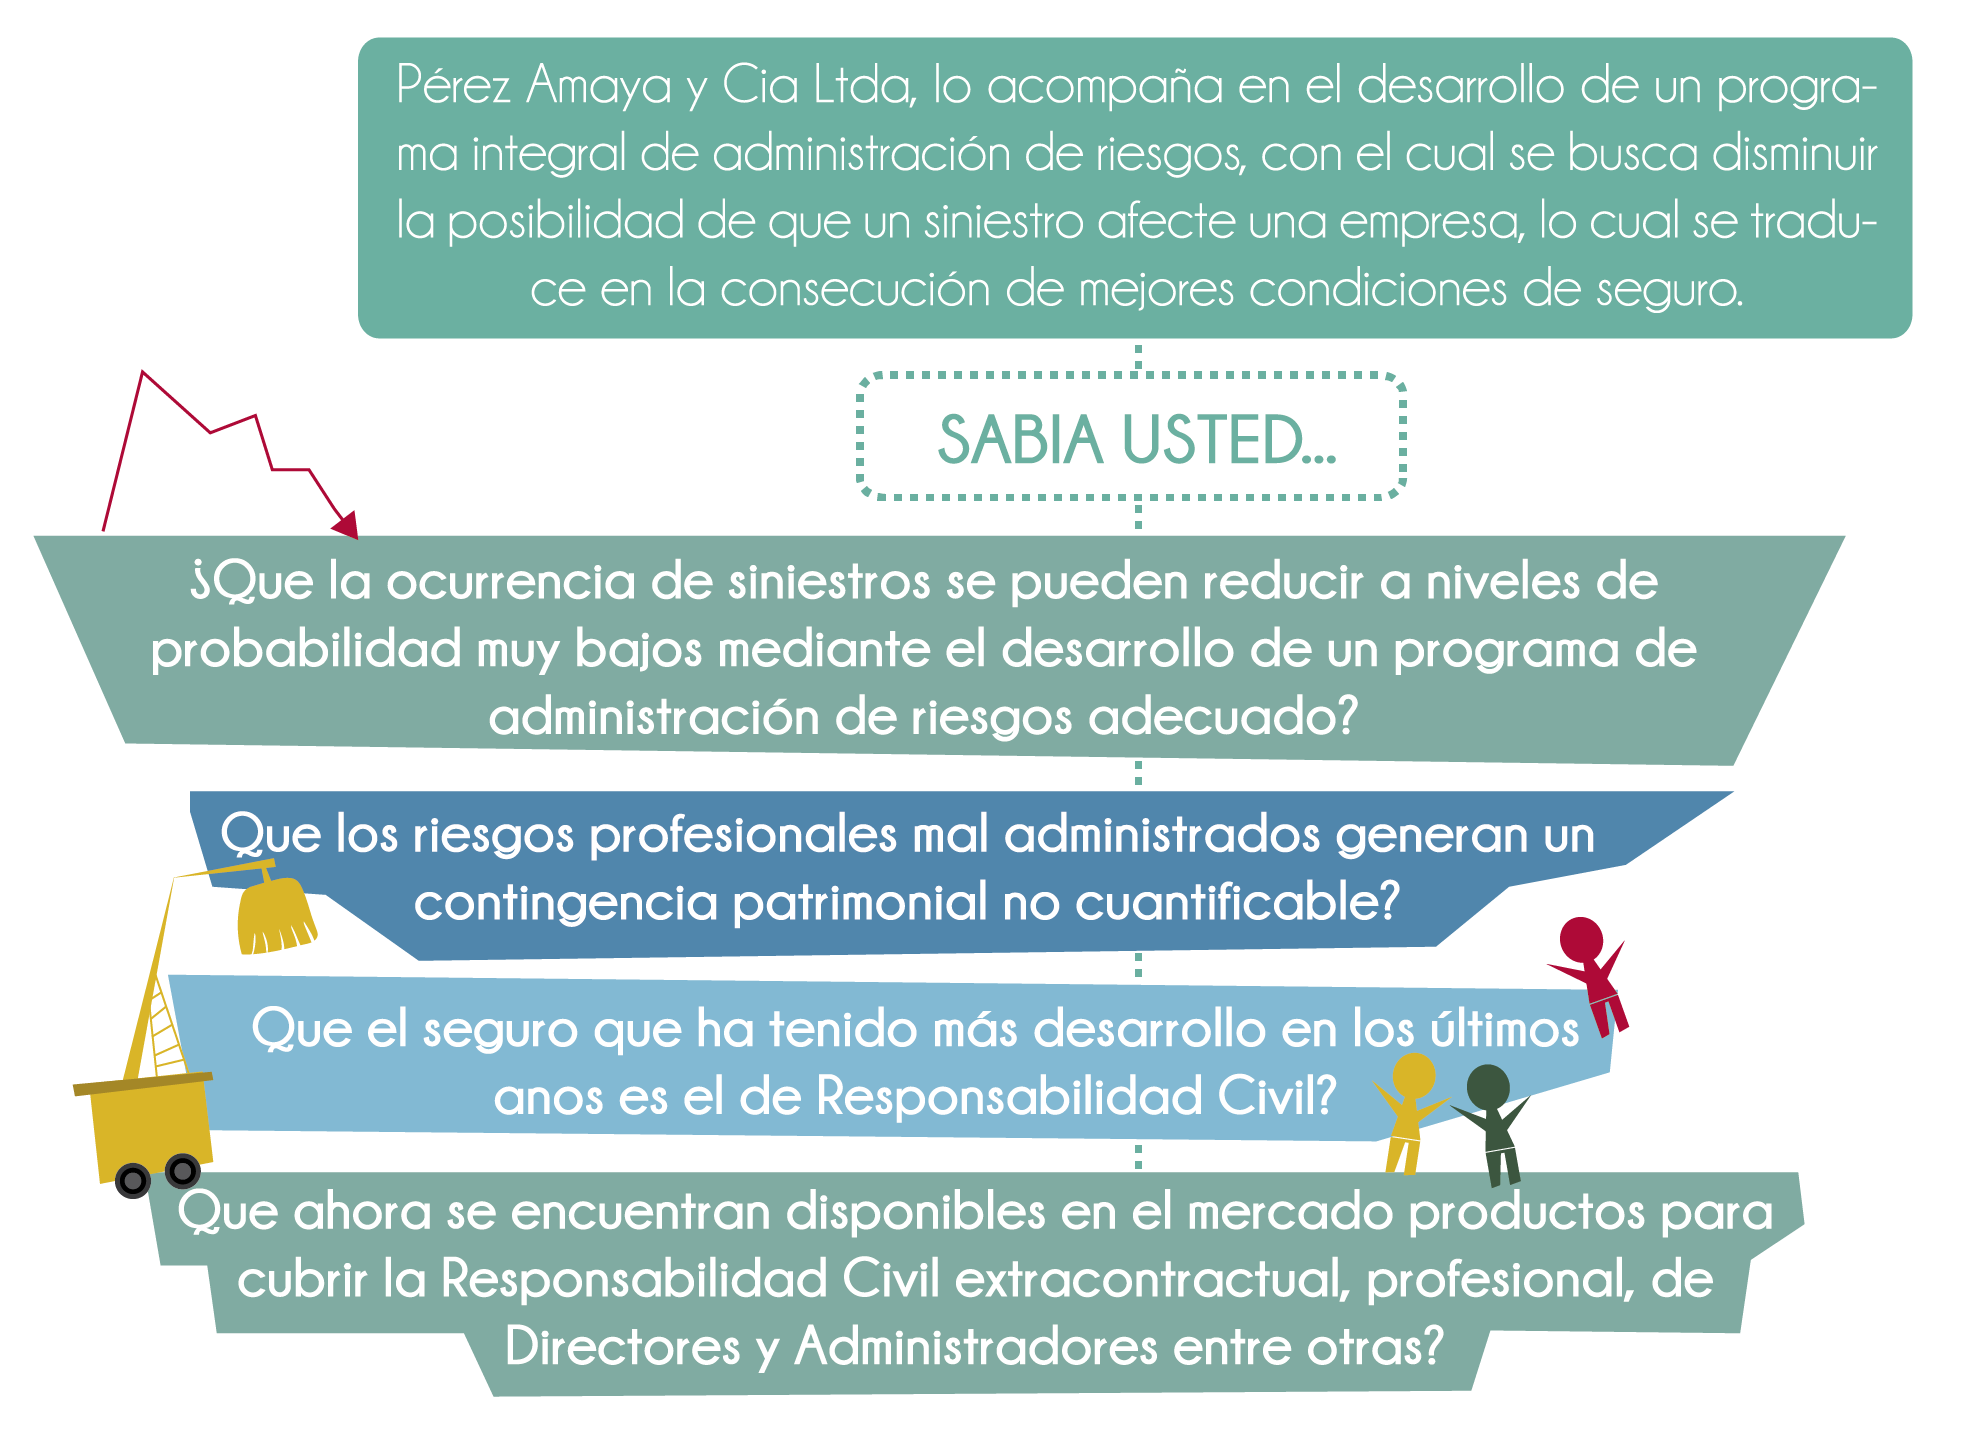 Pérez Amaya y Cia Ltda, lo acompaña en el desarrollo de un progra-
ma integral de administración de riesgos, con el cual se busca disminuir
la posibilidad de que un siniestro afecte una empresa, lo cual se tradu-
ce en la consecución de mejores condiciones de seguro.
SABIA USTED...
¿Que la ocurrencia de siniestros se pueden reducir a niveles de
probabilidad muy bajos mediante el desarrollo de un programa de
administración de riesgos adecuado?
Que los riesgos profesionales mal administrados generan un
contingencia patrimonial no cuantificable?
Que el seguro que ha tenido más desarrollo en los últimos
anos es el de Responsabilidad Civil?
Que ahora se encuentran disponibles en el mercado productos para
cubrir la Responsabilidad Civil extracontractual, profesional, de
Directores y Administradores entre otras?